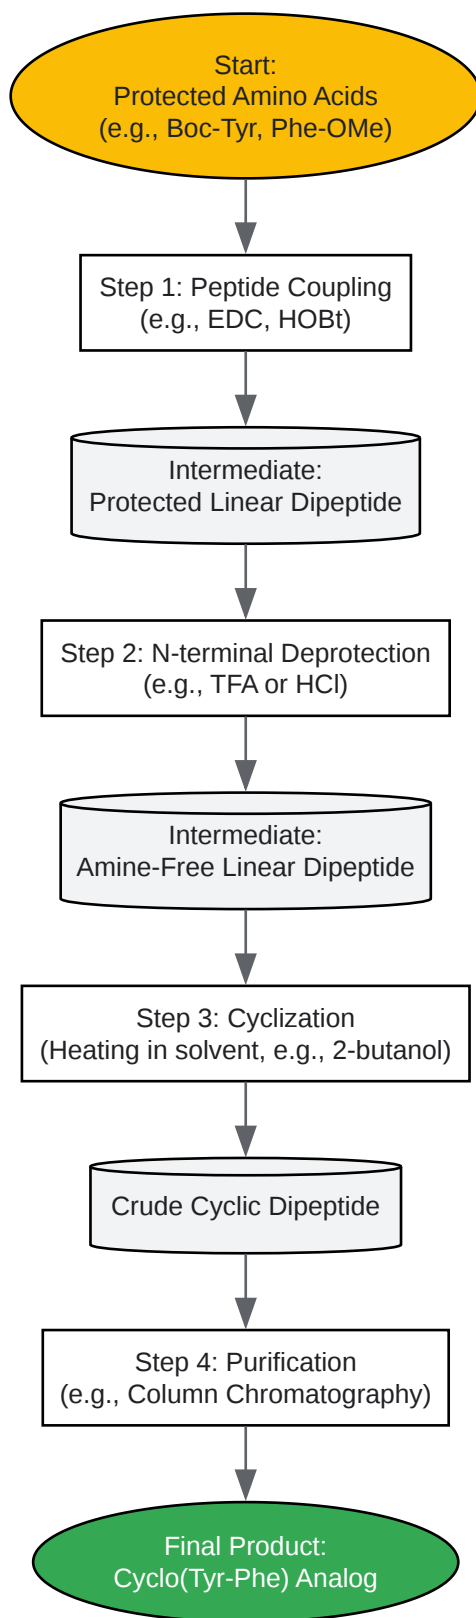 Start:
Protected Amino Acids
(e.g., Boc-Tyr, Phe-OMe)
Step 1: Peptide Coupling
(e.g., EDC, HOBt)
Intermediate:
Protected Linear Dipeptide
Step 2: N-terminal Deprotection
(e.g., TFA or HCl)
Intermediate:
Amine-Free Linear Dipeptide
Step 3: Cyclization
(Heating in solvent, e.g., 2-butanol)
Crude Cyclic Dipeptide
Step 4: Purification
(e.g., Column Chromatography)
Final Product:
Cyclo(Tyr-Phe) Analog